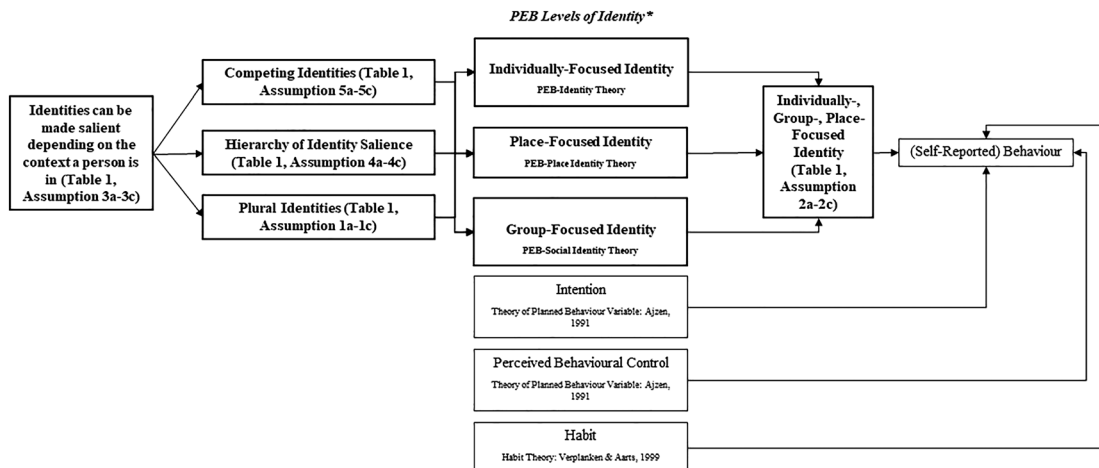 PEB Levels of Identity*
Identities can be
made salient
depending on the
context a person is
in (Table 1,
Assumption 3a-3c)
Competing Identities (Table 1,
Assumption 5a-5c)
Hierarchy of Identity Salience
(Table 1, Assumption 4a-4c)
Plural Identities (Table 1,
Assumption 1a-1c)
Individually-Focused Identity
PEB-Identity Theory
Place-Focused Identity
PEB-Place Identity Theory
Group-Focused Identity
PEB-Social Identity Theory
Intention
Theory of Planned Behaviour Variable: Ajzen,
1991
Perceived Behavioural Control
Theory of Planned Behaviour Variable: Ajzen,
1991
Habit
Habit Theory: Verplanken & Aarts, 1999
Individually-,
Group-, Place-
Focused
Identity
(Table 1,
Assumption
2a-2c)
(Self-Reported) Behaviour